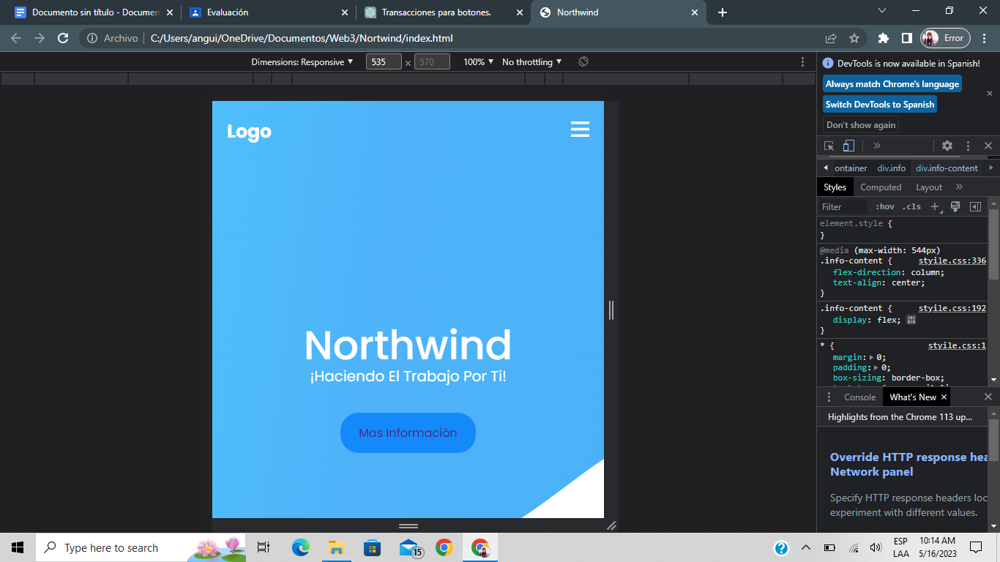 Documento sin título - Documen
Evaluación
Transacciones para botones.
Northwind
Archivo
C:/Users/angui/OneDrive/Documentos/Web3/Nortwind/index.html
Error
Dimensions: Responsive
535
×
570
100%
No throttling
DevTools is now available in Spanish!
Always match Chrome's language
Switch DevTools to Spanish
Don't show again
Logo
Northwind
¡Haciendo El Trabajo Por Ti!
Mas Información
ontainer div.info div.info-content
Styles Computed Layout
Filter :hov .cls
element.style {
}
@media (max-width: 544px)
.info-content { styile.css:336
flex-direction: column;
text-align: center;
}
.info-content { styile.css:192
display: flex;
}
* { styile.css:1
margin: 0;
padding: 0;
box-sizing: border-box;
Console What's New
Highlights from the Chrome 113 up...
Override HTTP response hea
Network panel
Specify HTTP response headers loc
experiment with different values.
Type here to search
15
ESP
LAA
10:14 AM
5/16/2023